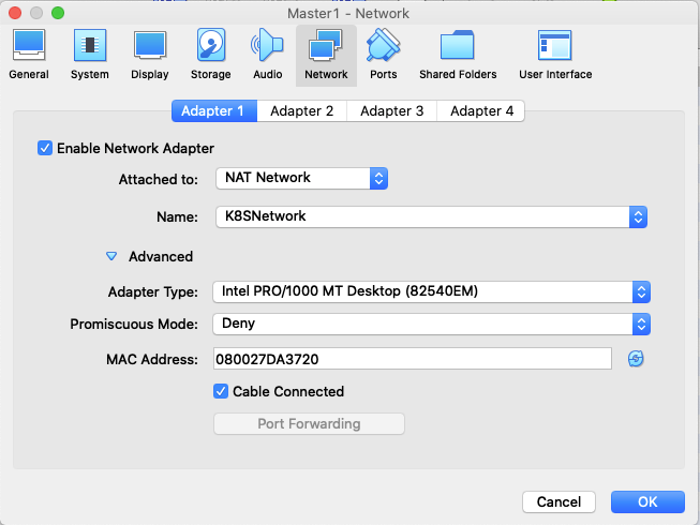 Master1 - Network
General System Display Storage Audio Network Ports Shared Folders User Interface
Adapter 1 Adapter 2 Adapter 3 Adapter 4
Enable Network Adapter
Attached to: NAT Network
Name: K8SNetwork
Advanced
Adapter Type: Intel PRO/1000 MT Desktop (82540EM)
Promiscuous Mode: Deny
MAC Address: 080027DA3720
Cable Connected
Port Forwarding
Cancel OK